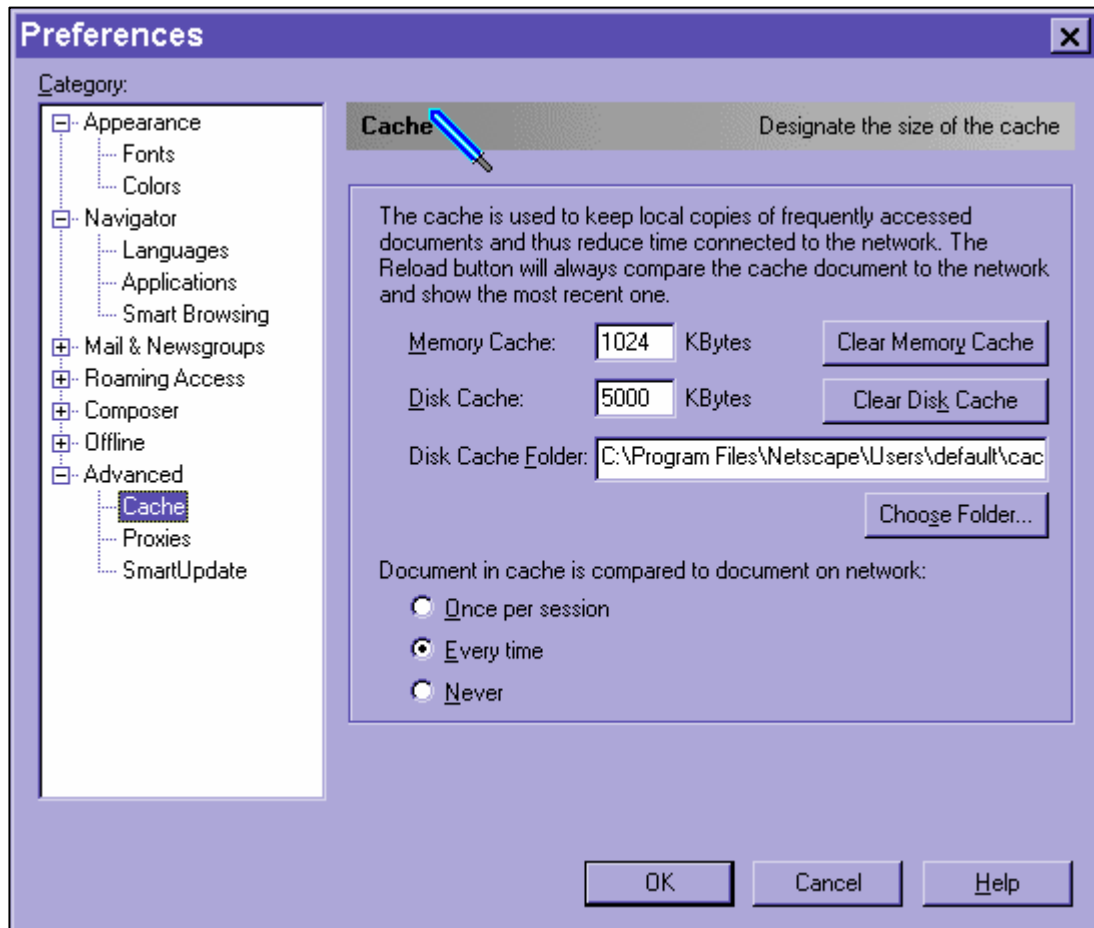 Preferences
Category:
Appearance
Fonts
Colors
Navigator
Languages
Applications
Smart Browsing
Mail & Newsgroups
Roaming Access
Composer
Offline
Advanced
Cache
Proxies
SmartUpdate
Cache Designate the size of the cache
The cache is used to keep local copies of frequently accessed
documents and thus reduce time connected to the network. The
Reload button will always compare the cache document to the network
and show the most recent one.
Memory Cache: 1024 KBytes Clear Memory Cache
Disk Cache: 5000 KBytes Clear Disk Cache
Disk Cache Folder: C:\Program Files\Netscape\Users\default\cac
Choose Folder...
Document in cache is compared to document on network:
Once per session
Every time
Never
OK Cancel Help